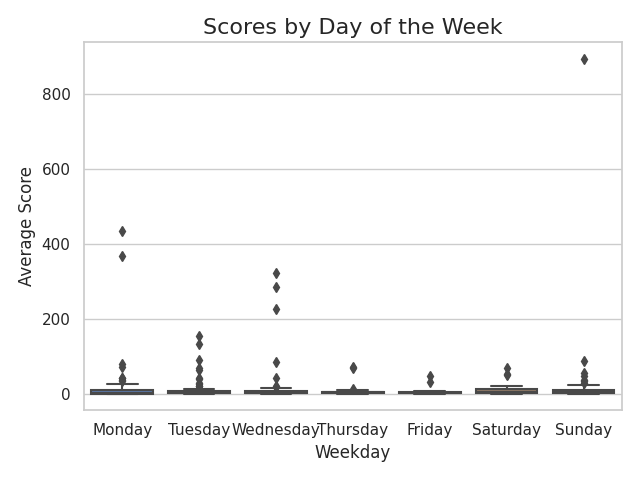 Scores by Day of the Week
Average Score
800
600
400
200
0
Monday Tuesday Wednesday Thursday Friday Saturday Sunday
Weekday